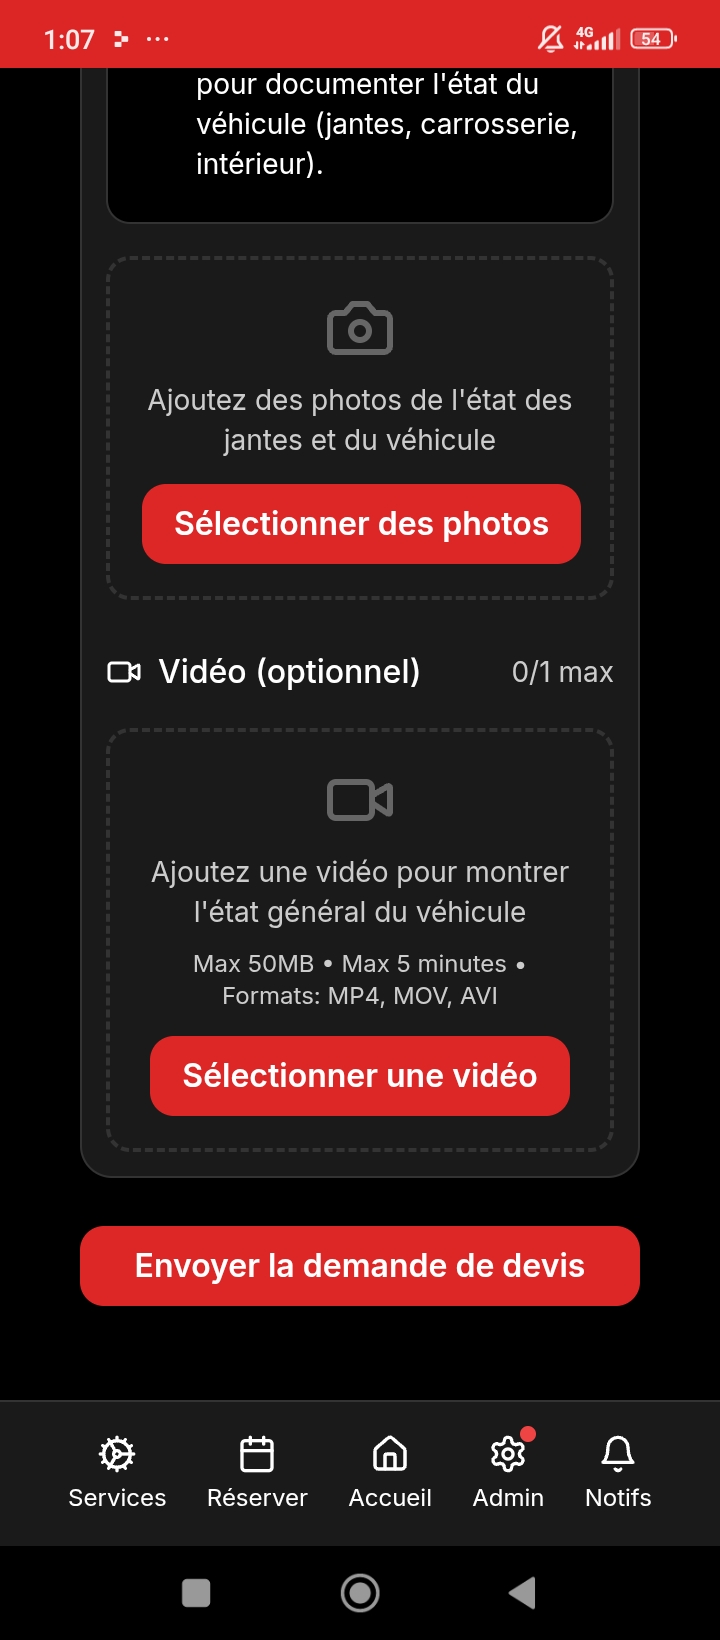 1:07
4G
54
pour documenter l'état du
véhicule (jantes, carrosserie,
intérieur).
Ajoutez des photos de l'état des
jantes et du véhicule
Sélectionner des photos
Vidéo (optionnel)
0/1 max
Ajoutez une vidéo pour montrer
l'état général du véhicule
Max 50MB • Max 5 minutes •
Formats: MP4, MOV, AVI
Sélectionner une vidéo
Envoyer la demande de devis
Services
Réserver
Accueil
Admin
Notifs